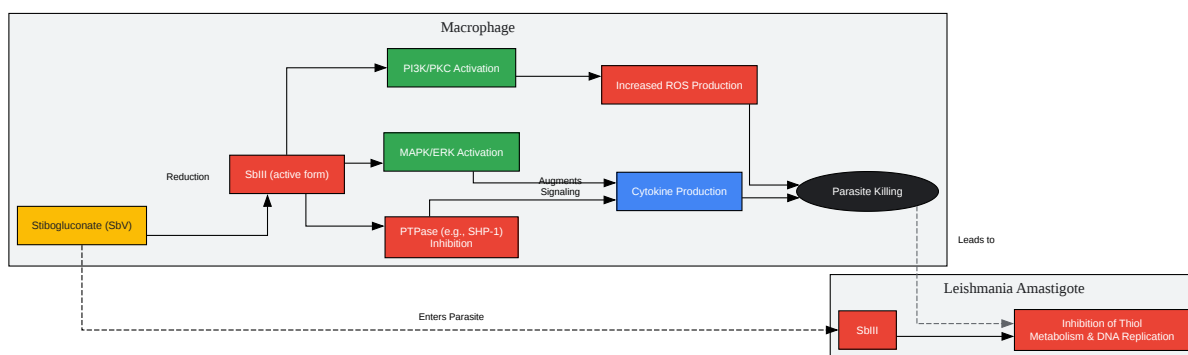 Macrophage
PI3K/PKC Activation
Increased ROS Production
MAPK/ERK Activation
Reduction
SbIII (active form)
Augments
Signaling
Cytokine Production
Parasite Killing
Stibogluconate (SbV)
PTPase (e.g., SHP-1)
Inhibition
Leads to
Leishmania Amastigote
Enters Parasite
SbIII
Inhibition of Thiol
Metabolism & DNA Replication